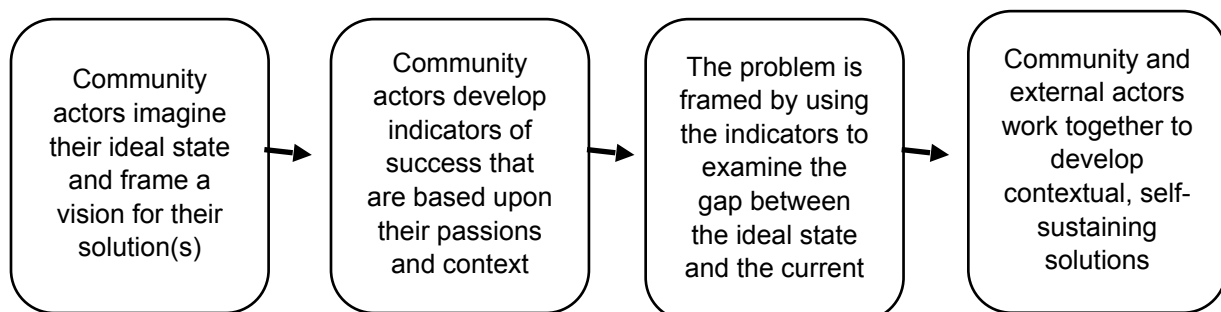 Community
actors imagine
their ideal state
and frame a
vision for their
solution(s)
Community
actors develop
indicators of
success that
are based upon
their passions
and context
The problem is
framed by using
the indicators to
examine the
gap between
the ideal state
and the current
Community and
external actors
work together to
develop
contextual, self-
sustaining
solutions